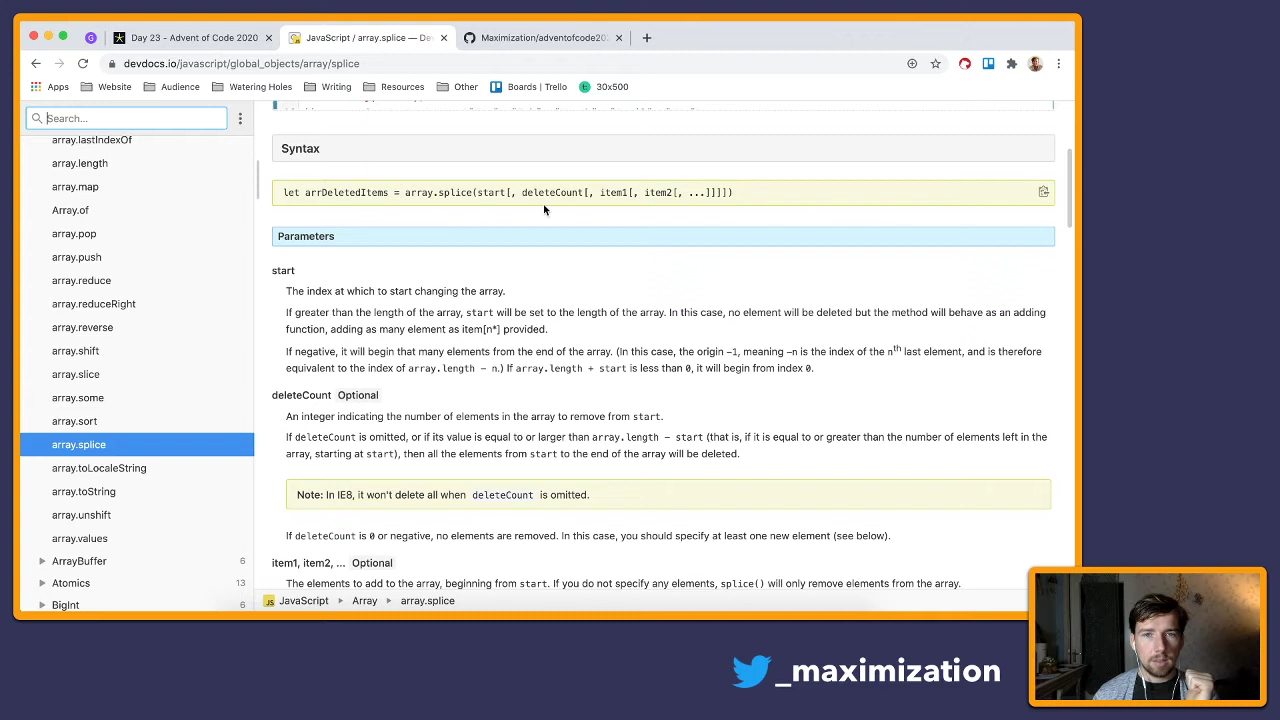 Day 23 - Advent of Code 2020
JavaScript / array.splice — De
Maximization/adventofcode20
devdocs.io/javascript/global_objects/array/splice
Apps
Website
Audience
Watering Holes
Writing
Resources
Other
Boards | Trello
30x500
Search...
array.lastIndexOf
array.length
array.map
Array.of
array.pop
array.push
array.reduce
array.reduceRight
array.reverse
array.shift
array.slice
array.some
array.sort
array.splice
array.toLocaleString
array.toString
array.unshift
array.values
ArrayBuffer 6
Atomics 13
BigInt 6
Syntax
let arrDeletedItems = array.splice(start[, deleteCount[, item1[, item2[, ...]]]])
Parameters
start
The index at which to start changing the array.
If greater than the length of the array, start will be set to the length of the array. In this case, no element will be deleted but the method will behave as an adding
function, adding as many element as item[n*] provided.
If negative, it will begin that many elements from the end of the array. (In this case, the origin -1, meaning -n is the index of the nth last element, and is therefore
equivalent to the index of array.length - n.) If array.length + start is less than 0, it will begin from index 0.
deleteCount Optional
An integer indicating the number of elements in the array to remove from start.
If deleteCount is omitted, or if its value is equal to or larger than array.length - start (that is, if it is equal to or greater than the number of elements left in the
array, starting at start), then all the elements from start to the end of the array will be deleted.
Note: In IE8, it won't delete all when deleteCount is omitted.
If deleteCount is 0 or negative, no elements are removed. In this case, you should specify at least one new element (see below).
item1, item2, ... Optional
The elements to add to the array, beginning from start. If you do not specify any elements, splice() will only remove elements from the array.
JavaScript
Array
array.splice
_maximization